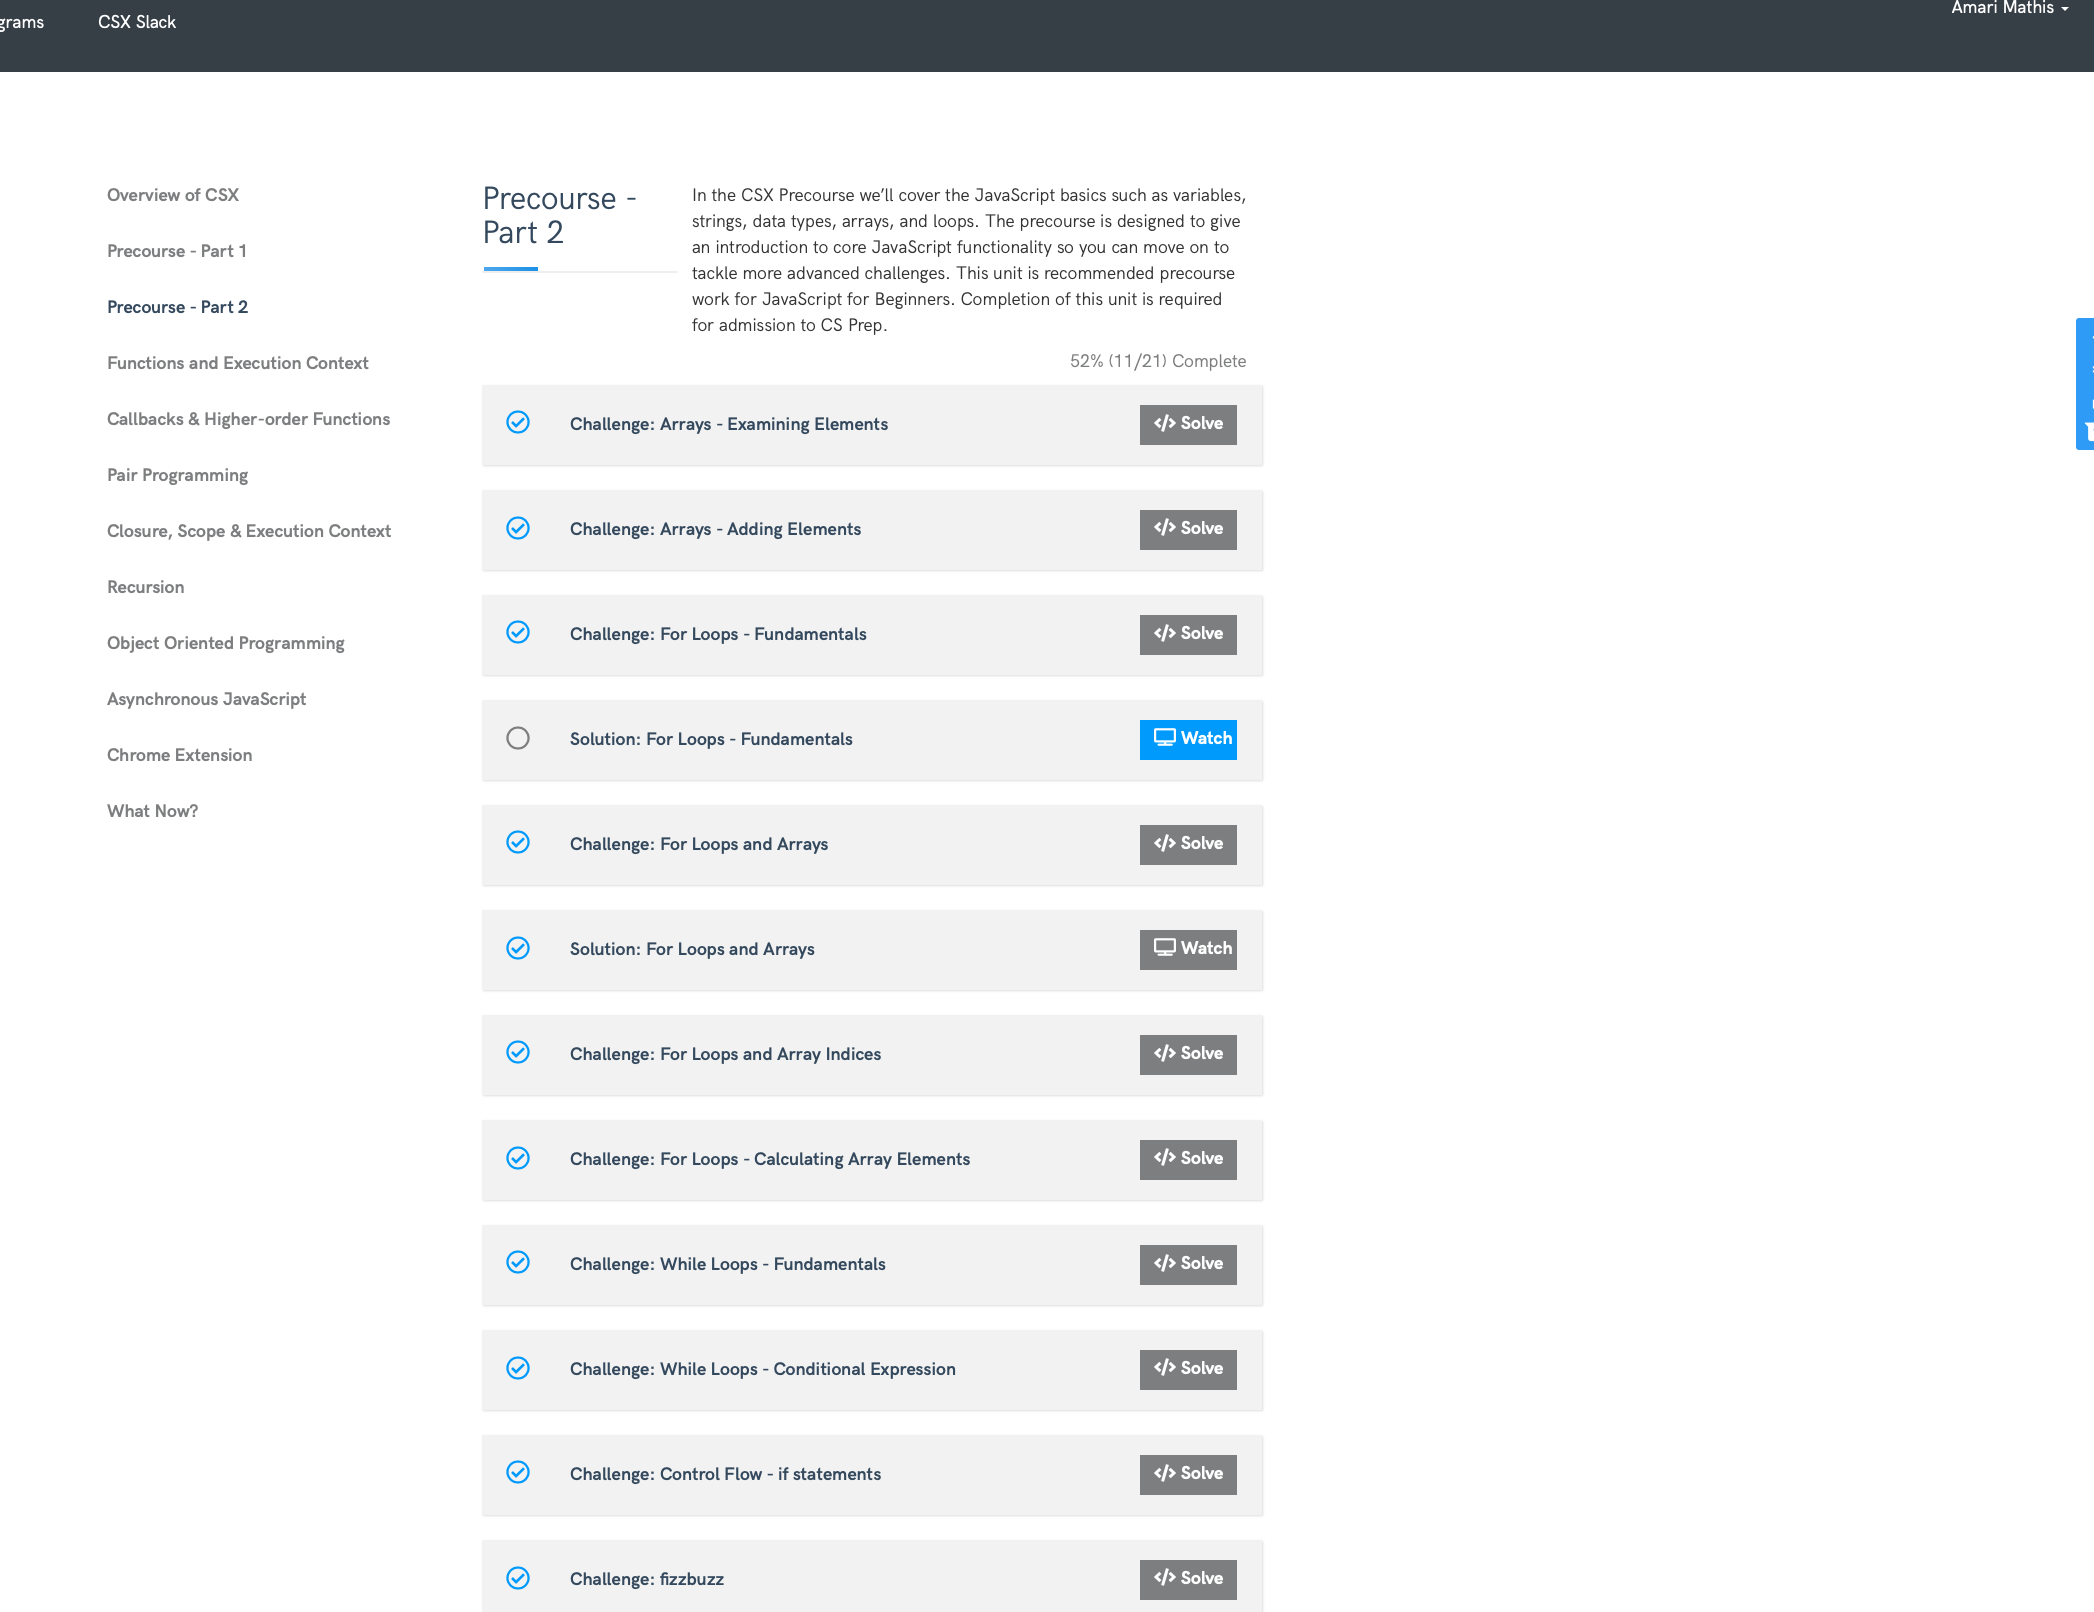 grams
CSX Slack
Amari Mathis
Overview of CSX
Precourse - Part 1
Precourse - Part 2
Functions and Execution Context
Callbacks & Higher-order Functions
Pair Programming
Closure, Scope & Execution Context
Recursion
Object Oriented Programming
Asynchronous JavaScript
Chrome Extension
What Now?
Precourse -
Part 2
In the CSX Precourse we’ll cover the JavaScript basics such as variables,
strings, data types, arrays, and loops. The precourse is designed to give
an introduction to core JavaScript functionality so you can move on to
tackle more advanced challenges. This unit is recommended precourse
work for JavaScript for Beginners. Completion of this unit is required
for admission to CS Prep.
52% (11/21) Complete
Challenge: Arrays - Examining Elements
</> Solve
Challenge: Arrays - Adding Elements
</> Solve
Challenge: For Loops - Fundamentals
</> Solve
Solution: For Loops - Fundamentals
Watch
Challenge: For Loops and Arrays
</> Solve
Solution: For Loops and Arrays
Watch
Challenge: For Loops and Array Indices
</> Solve
Challenge: For Loops - Calculating Array Elements
</> Solve
Challenge: While Loops - Fundamentals
</> Solve
Challenge: While Loops - Conditional Expression
</> Solve
Challenge: Control Flow - if statements
</> Solve
Challenge: fizzbuzz
</> Solve